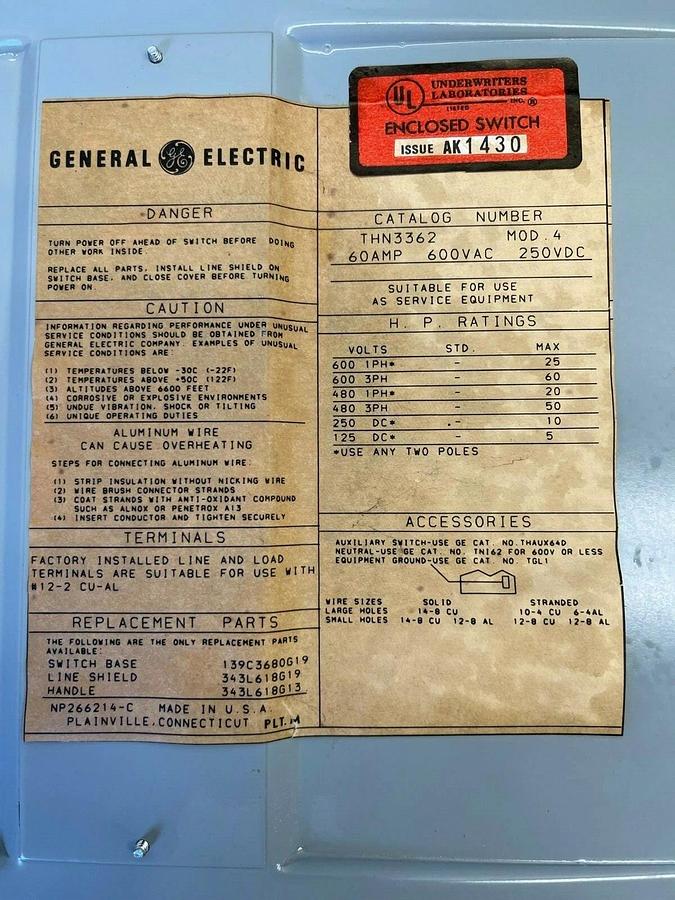 UL
UNDERWRITERS
LABORATORIES
INC. ®
LISTED
ENCLOSED SWITCH
ISSUE AK1430
GENERAL GE ELECTRIC
DANGER
TURN POWER OFF AHEAD OF SWITCH BEFORE DOING
OTHER WORK INSIDE.
REPLACE ALL PARTS, INSTALL LINE SHIELD ON
SWITCH BASE, AND CLOSE COVER BEFORE TURNING
POWER ON.
CAUTION
INFORMATION REGARDING PERFORMANCE UNDER UNUSUAL
SERVICE CONDITIONS SHOULD BE OBTAINED FROM
GENERAL ELECTRIC COMPANY. EXAMPLES OF UNUSUAL
SERVICE CONDITIONS ARE:
(1) TEMPERATURES BELOW -30C (-22F)
(2) TEMPERATURES ABOVE +50C (122F)
(3) ALTITUDES ABOVE 6600 FEET
(4) CORROSIVE OR EXPLOSIVE ENVIRONMENTS
(5) UNDUE VIBRATION, SHOCK OR TILTING
(6) UNIQUE OPERATING DUTIES
ALUMINUM WIRE
CAN CAUSE OVERHEATING
STEPS FOR CONNECTING ALUMINUM WIRE:
(1) STRIP INSULATION WITHOUT NICKING WIRE
(2) WIRE BRUSH CONNECTOR STRANDS
(3) COAT STRANDS WITH ANTI-OXIDANT COMPOUND
SUCH AS ALNOX OR PENETROX A13
(4) INSERT CONDUCTOR AND TIGHTEN SECURELY
TERMINALS
FACTORY INSTALLED LINE AND LOAD
TERMINALS ARE SUITABLE FOR USE WITH
#12-2 CU-AL
REPLACEMENT PARTS
THE FOLLOWING ARE THE ONLY REPLACEMENT PARTS
AVAILABLE:
SWITCH BASE 139C3680G19
LINE SHIELD 343L618G19
HANDLE 343L618G13
NP266214-C MADE IN U.S.A.
PLAINVILLE, CONNECTICUT PLT. M
CATALOG NUMBER
THN3362 MOD.4
60AMP 600VAC 250VDC
SUITABLE FOR USE
AS SERVICE EQUIPMENT
H. P. RATINGS
VOLTS STD. MAX
600 1PH* - 25
600 3PH - 60
480 1PH* - 20
480 3PH - 50
250 DC* - 10
125 DC* - 5
*USE ANY TWO POLES
ACCESSORIES
AUXILIARY SWITCH-USE GE CAT. NO. THAUX64D
NEUTRAL-USE GE CAT. NO. TNI62 FOR 600V OR LESS
EQUIPMENT GROUND-USE GE CAT. NO. TGL1
WIRE SIZES SOLID STRANDED
LARGE HOLES 14-8 CU 10-4 CU 6-4AL
SMALL HOLES 14-8 CU 12-8 AL 12-8 CU 12-8 AL